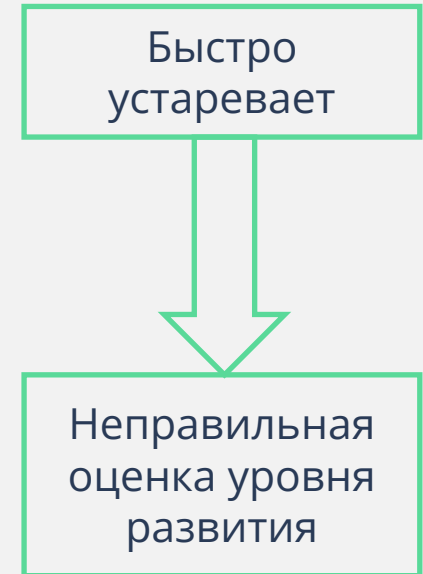 Быстро
устаревает
Неправильная
оценка уровня
развития